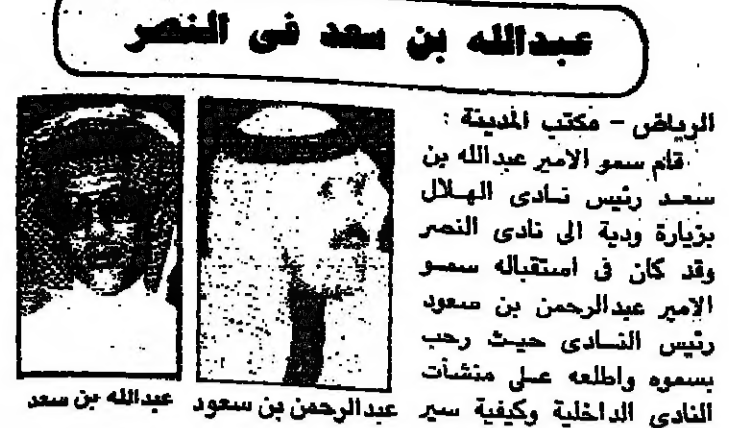 عبدالله بن سعد فى النصر
الرياض - مكتب المدينة :
قام سمو الامير عبدالله بن
سعد رئيس نادى الهلال
بزيارة ودية الى نادى النصر
وقد كان فى استقباله سمو
الامير عبدالرحمن بن سعود
رئيس النادى حيث رحب
بسموه واطلعه على منشآت
النادى الداخلية وكيفية سير
عبدالرحمن بن سعود
عبدالله بن سعد